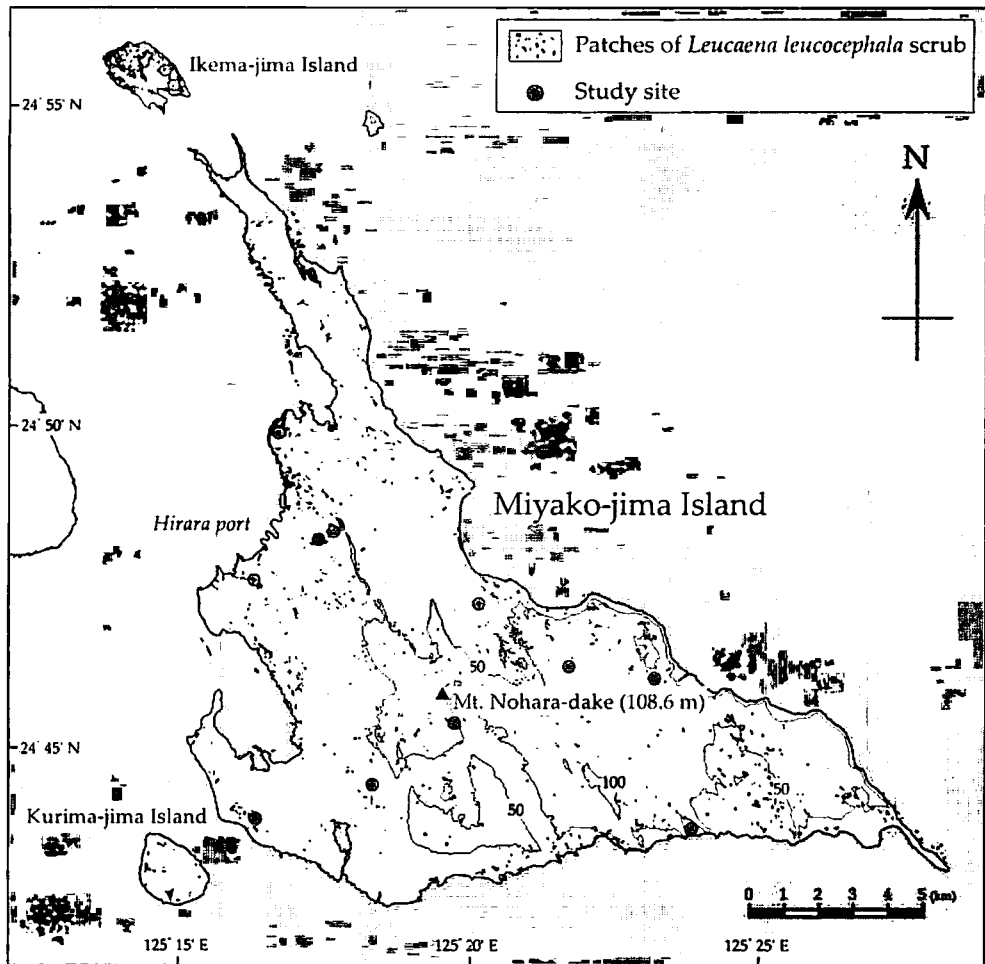 Patches of Leucaena leucocephala scrub
Study site
Ikema-jima Island
24° 55' N
N
24° 50' N
Miyako-jima Island
Hirara port
50
Mt. Nohara-dake (108.6 m)
24° 45' N
100
50
50
Kurima-jima Island
0 1 2 3 4 5 (km)
125° 15' E
125° 20' E
125° 25' E